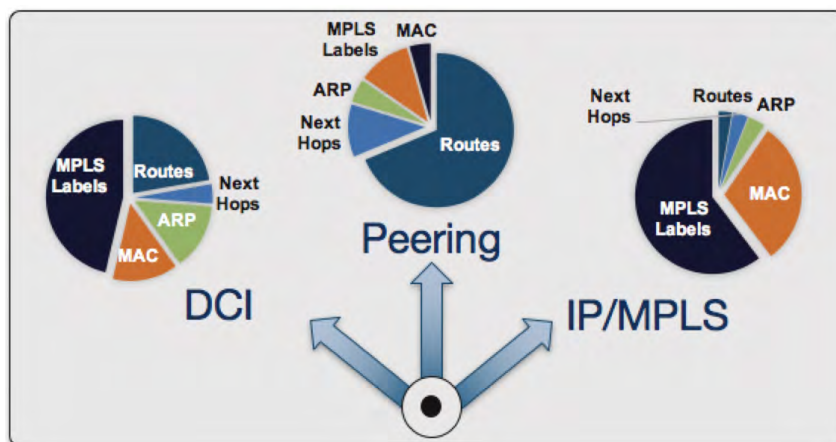 MPLS
Labels
Routes
Next
Hops
ARP
MAC
DCI
MPLS
Labels
MAC
ARP
Next
Hops
Routes
Peering
Next
Hops
Routes
ARP
MAC
MPLS
Labels
IP/MPLS